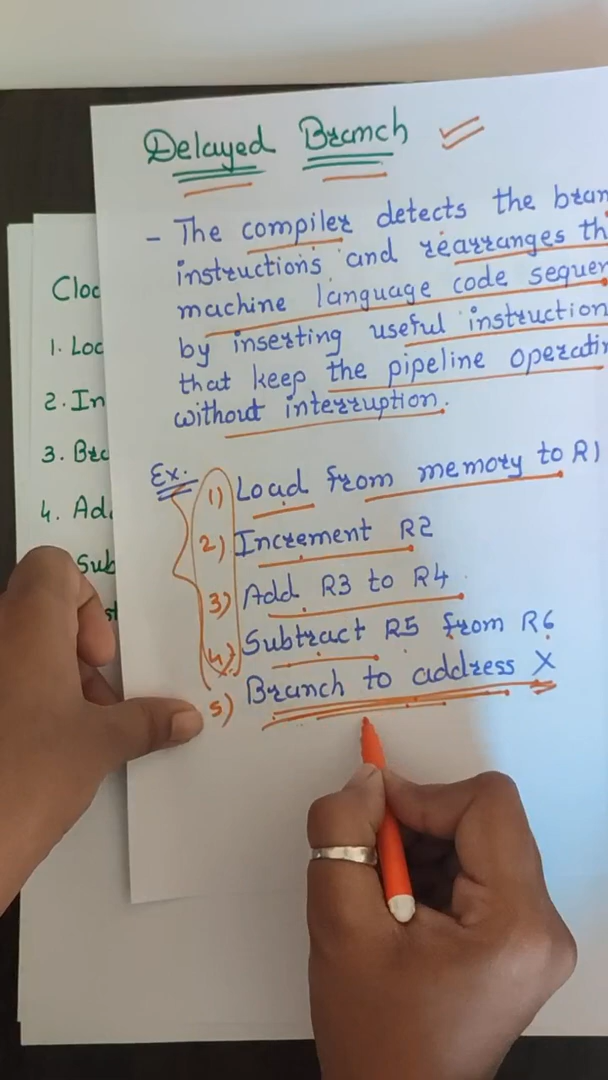 Delayed Branch
- The compiler detects the bran
instructions and rearranges th
machine language code sequen
by inserting useful instruction
that keep the pipeline operatin
without interruption.
Ex.
1) Load from memory to R1
2) Increment R2
3) Add R3 to R4
4) Subtract R5 from R6
5) Branch to address X
Cloc
1. Loc
2. In
3. Bra
4. Ad
Sub